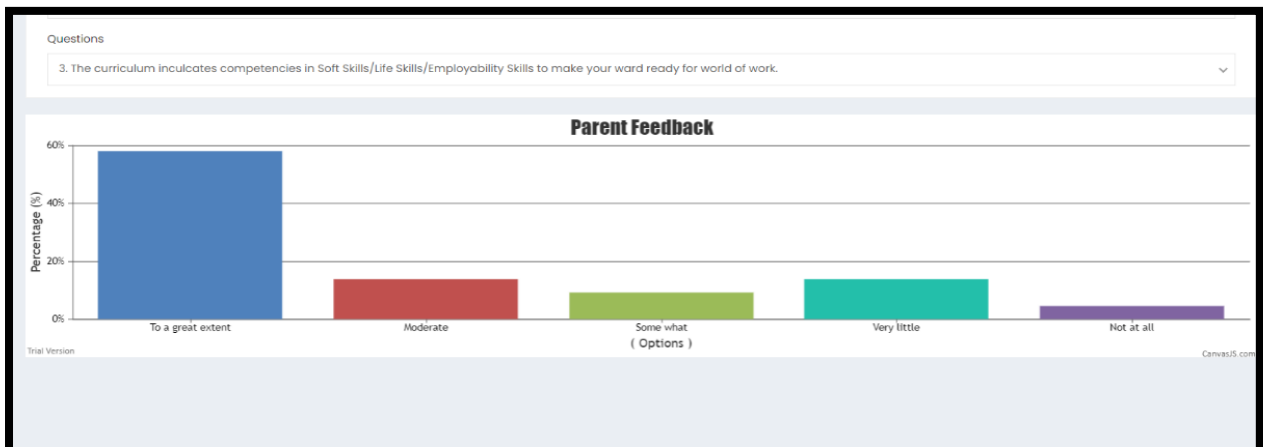 Questions
3. The curriculum inculcates competencies in Soft Skills/Life Skills/Employability Skills to make your ward ready for world of work.
Parent Feedback
60%
40%
20%
0%
Percentage (%)
To a great extent
Moderate
Some what
Very little
Not at all
( Options )
Trial Version
CanvasJS.com